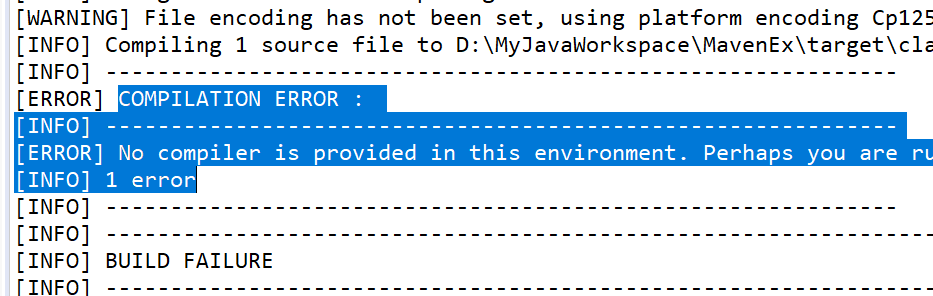 [WARNING] File encoding has not been set, using platform encoding Cp125
[INFO] Compiling 1 source file to D:\MyJavaWorkspace\MavenEx\target\cla
[INFO] -------------------------------------------------------------
[ERROR] COMPILATION ERROR :
[INFO] -------------------------------------------------------------
[ERROR] No compiler is provided in this environment. Perhaps you are ru
[INFO] 1 error
[INFO] -------------------------------------------------------------
[INFO] ----------------------------------------------------------------
[INFO] BUILD FAILURE
[INFO] ----------------------------------------------------------------